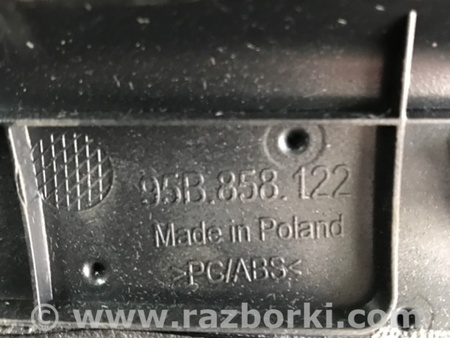 95B.858.122
Made in Poland
>PC/ABS<
www.razborki.com